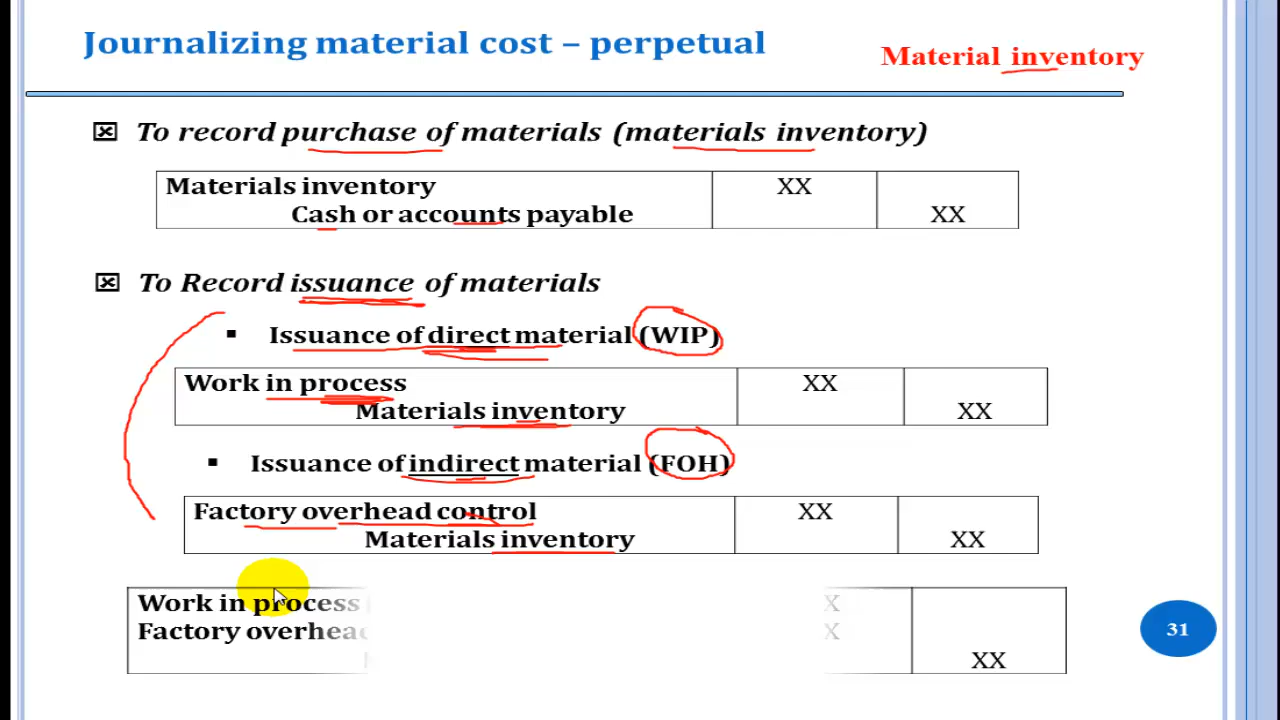 Journalizing material cost – perpetual
Material inventory
To record purchase of materials (materials inventory)
Materials inventory XX
Cash or accounts payable XX
To Record issuance of materials
Issuance of direct material (WIP)
Work in process XX
Materials inventory XX
Issuance of indirect material (FOH)
Factory overhead control XX
Materials inventory XX
Work in process X
Factory overhead X
XX
31